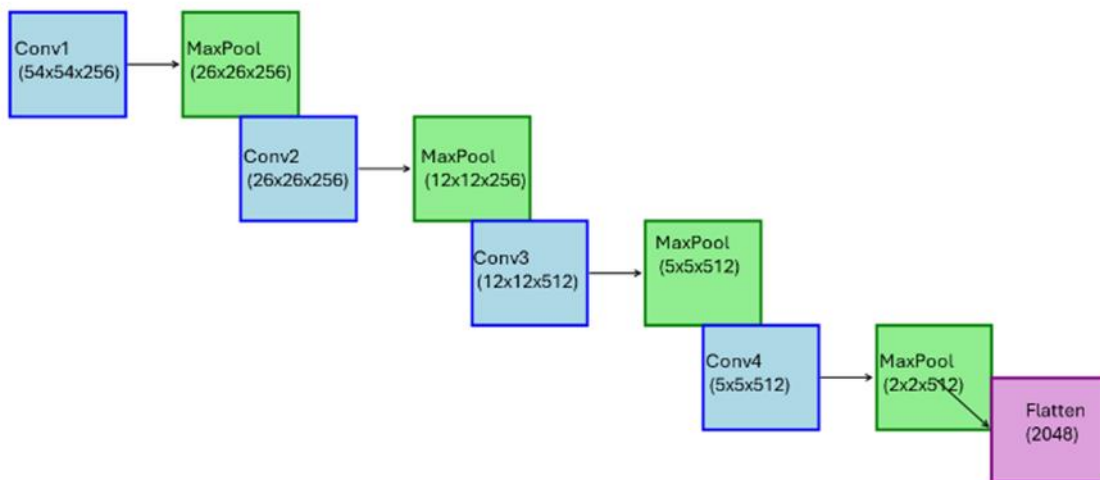 Conv1
(54x54x256)
MaxPool
(26x26x256)
Conv2
(26x26x256)
MaxPool
(12x12x256)
Conv3
(12x12x512)
MaxPool
(5x5x512)
Conv4
(5x5x512)
MaxPool
(2x2x512)
Flatten
(2048)